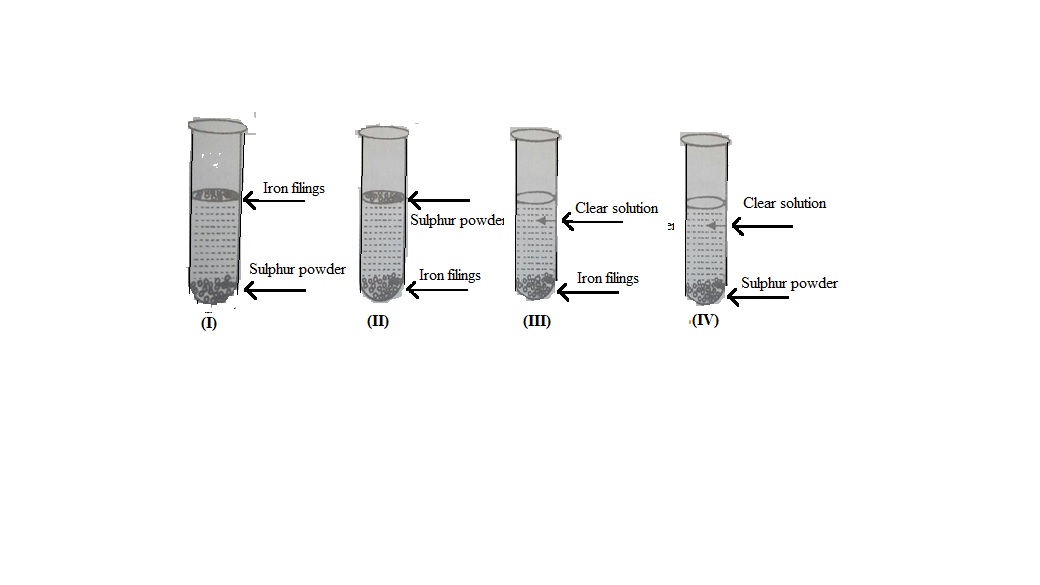 Iron filings
Sulphur powder
(I)
Sulphur powder
Iron filings
(II)
Clear solution
Iron filings
(III)
Clear solution
Sulphur powder
(IV)